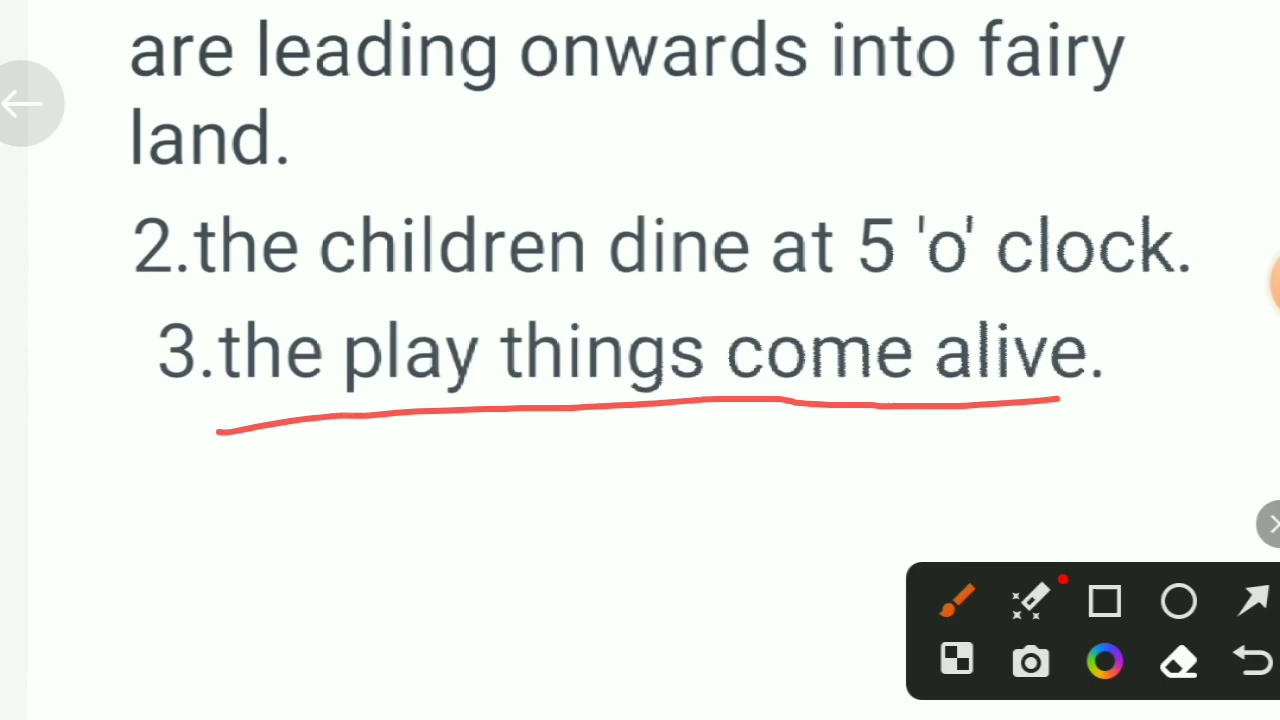 are leading onwards into fairy
land.
2.the children dine at 5 'o' clock.
3.the play things come alive.